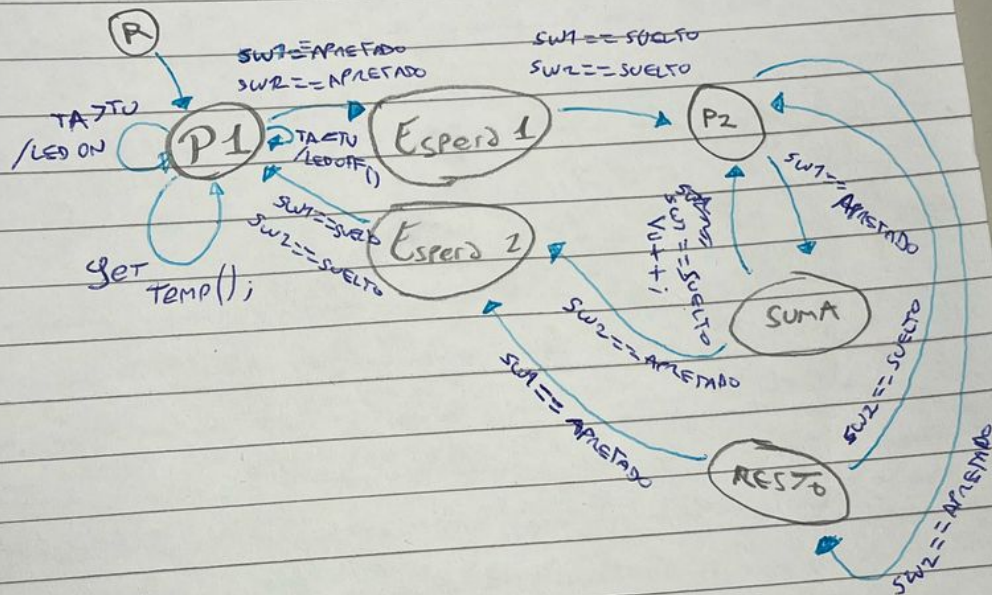 R
SW1==APRETADO
SW2==APRETADO
SW1==SUELTO
SW2==SUELTO
TA>TU
/LED ON
P1
TA<TU
/LEDOFF()
Espera 1
P2
SW1==APRETADO
SW1==SUELTO
SW2==SUELTO
Espera 2
SW1==SUELTO
VU++;
get
Temp();
SUMA
SW2==APRETADO
SW2==SUELTO
SW1==APRETADO
RESTO
SW2==APRETADO